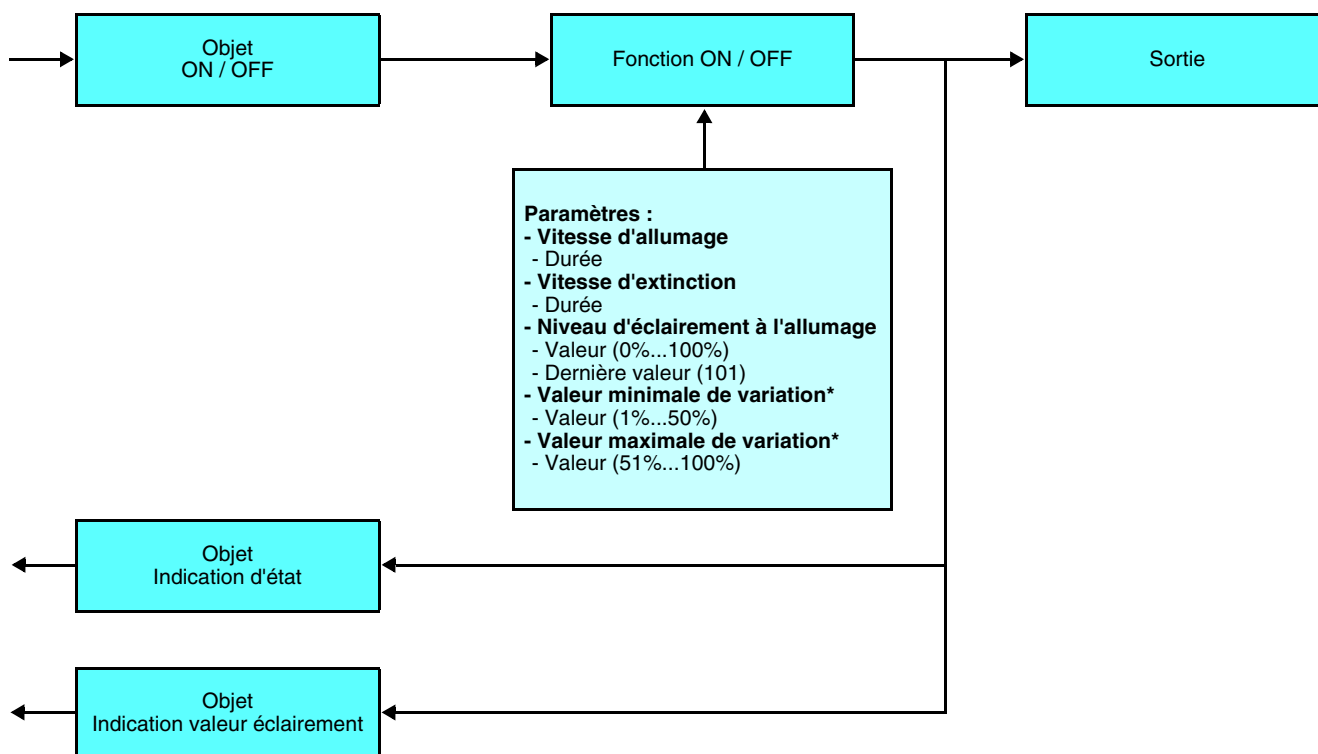 Objet
ON / OFF
Fonction ON / OFF
Sortie
Paramètres :
- Vitesse d'allumage
- Durée
- Vitesse d'extinction
- Durée
- Niveau d'éclairement à l'allumage
- Valeur (0%...100%)
- Dernière valeur (101)
- Valeur minimale de variation*
- Valeur (1%...50%)
- Valeur maximale de variation*
- Valeur (51%...100%)
Objet
Indication d'état
Objet
Indication valeur éclairement